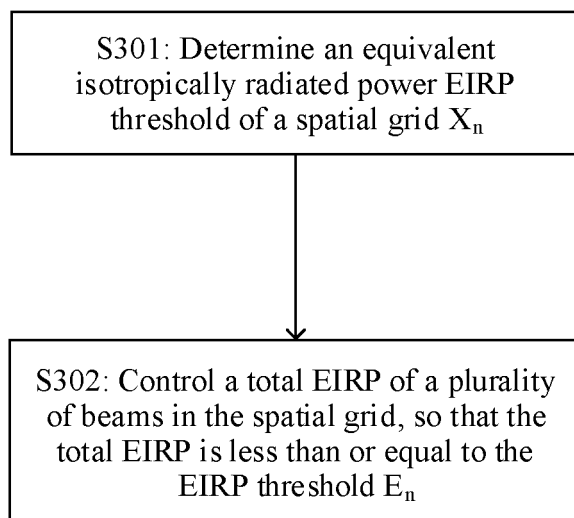 S301: Determine an equivalent
isotropically radiated power EIRP
threshold of a spatial grid Xₙ
S302: Control a total EIRP of a plurality
of beams in the spatial grid, so that the
total EIRP is less than or equal to the
EIRP threshold Eₙ